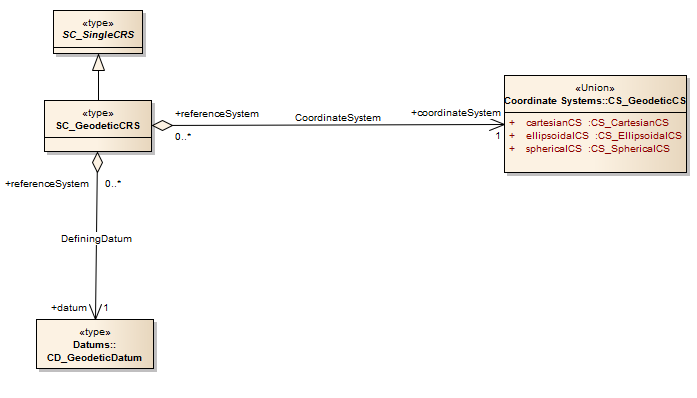 «type»
SC_SingleCRS
«type»
SC_GeodeticCRS
+referenceSystem
0..*
CoordinateSystem
+coordinateSystem
1
«Union»
Coordinate Systems::CS_GeodeticCS
+ cartesianCS :CS_CartesianCS
+ ellipsoidalCS :CS_EllipsoidalCS
+ sphericalCS :CS_SphericalCS
+referenceSystem
0..*
DefiningDatum
+datum
1
«type»
Datums::
CD_GeodeticDatum